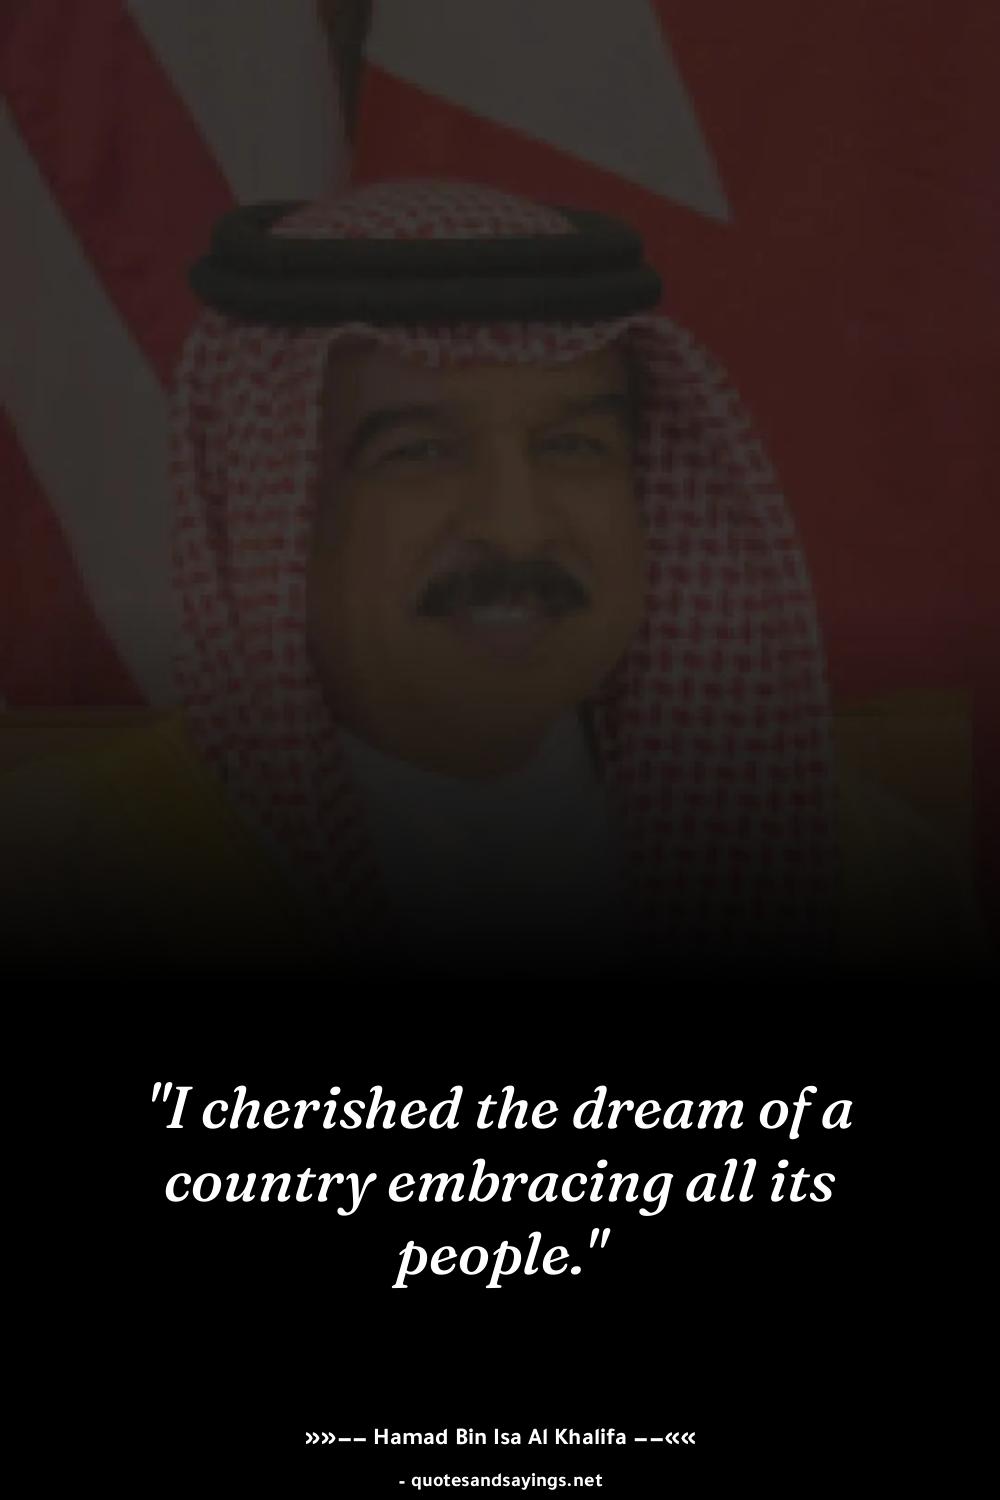 "I cherished the dream of a
country embracing all its
people."
»»−− Hamad Bin Isa Al Khalifa −−««
- quotesandsayings.net